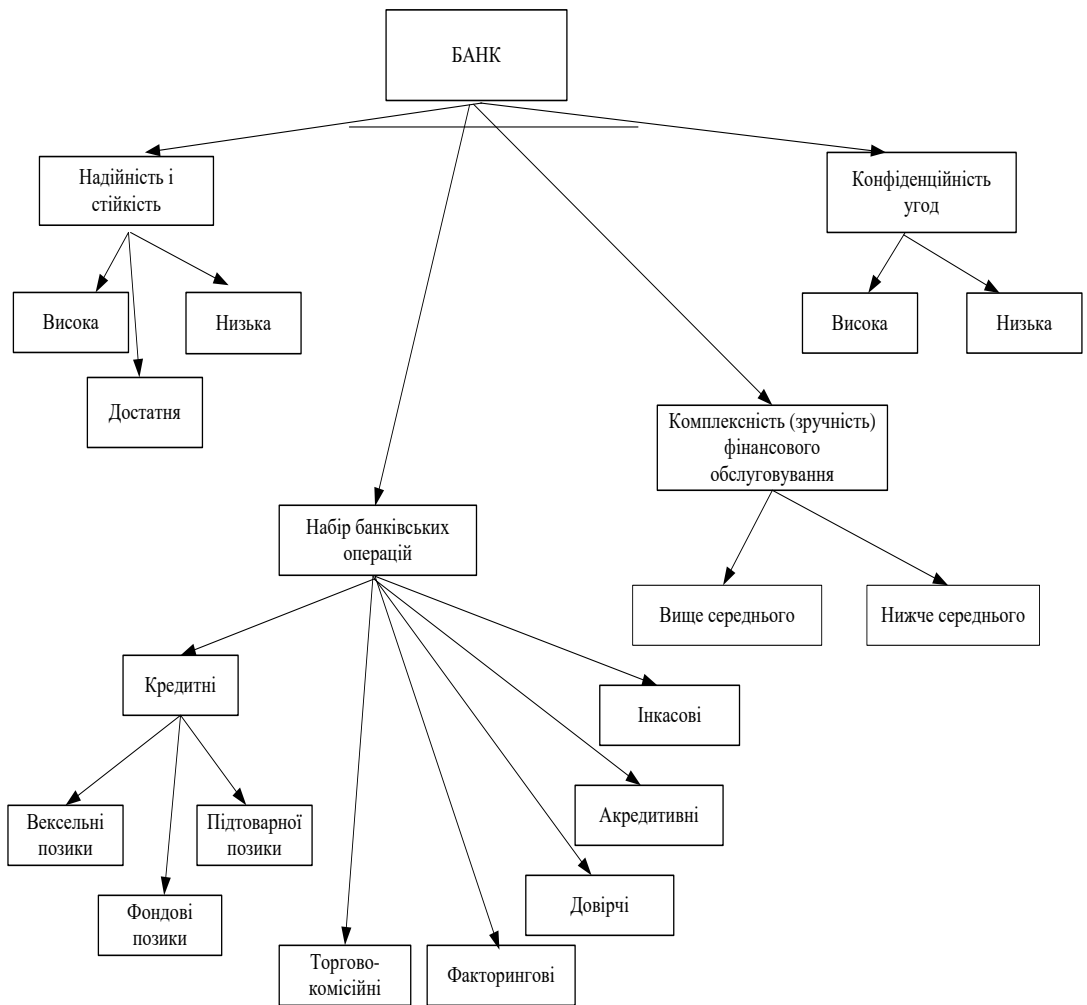 БАНК
Надійність і
стійкість
Конфіденційність
угод
Висока
Низька
Висока
Низька
Достатня
Комплексність (зручність)
фінансового
обслуговування
Набір банківських
операцій
Вище середнього
Нижче середнього
Кредитні
Інкасові
Вексельні
позики
Підтоварної
позики
Акредитивні
Фондові
позики
Довірчі
Торгово-
комісійні
Факторингові